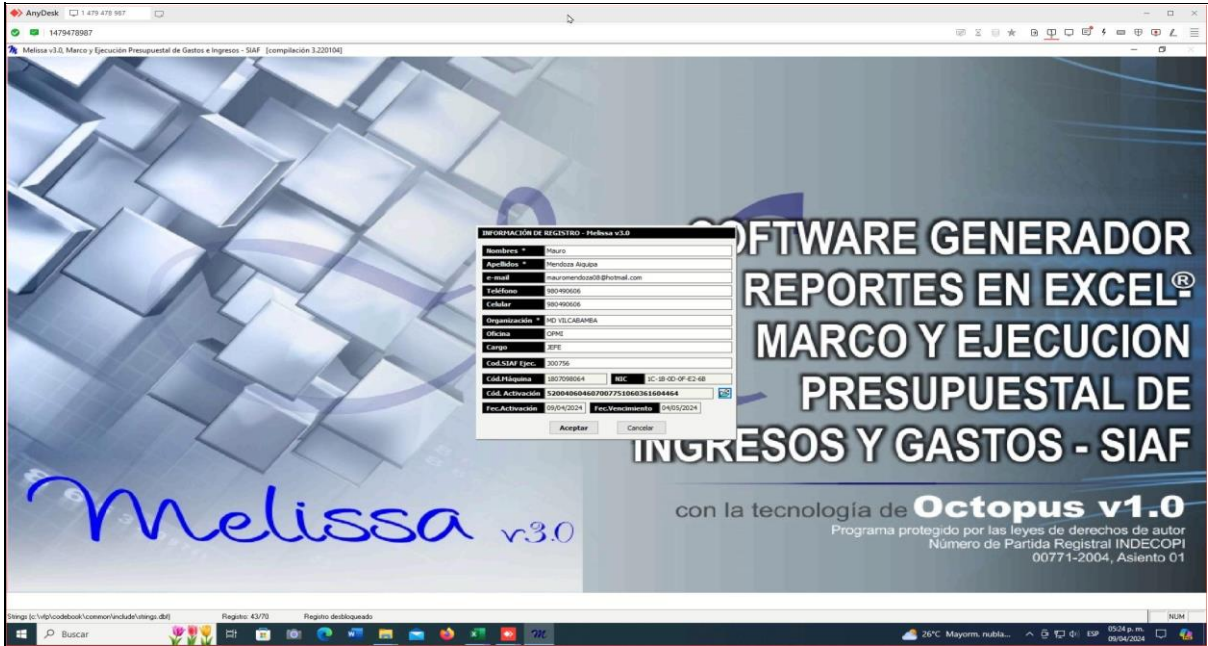 AnyDesk 1 479 478 987
1479478987
Melissa v3.0, Marco y Ejecución Presupuestal de Gastos e Ingresos - SIAF [compilación 3.220104]
SOFTWARE GENERADOR
REPORTES EN EXCEL®
MARCO Y EJECUCION
PRESUPUESTAL DE
INGRESOS Y GASTOS - SIAF
INFORMACIÓN DE REGISTRO - Melissa v3.0
Nombres * Mauro
Apellidos * Mendoza Aiquipa
e-mail mauromendoza08@hotmail.com
Teléfono 980490606
Celular 980490606
Organización * MD VILCABAMBA
Oficina OPMI
Cargo JEFE
Cod.SIAF Ejec. 300756
Cód.Máquina 1807098064 NIC 1C-1B-0D-0F-E2-6B
Cód. Activación 520040604607007751060361604464
Fec.Activación 09/04/2024 Fec.Vencimiento 04/05/2024
Aceptar Cancelar
Melissa v3.0
con la tecnología de Octopus v1.0
Programa protegido por las leyes de derechos de autor
Número de Partida Registral INDECOPI
00771-2004, Asiento 01
Strings (c:\vfp\codebook\common\include\strings.dbf) Registro: 43/70 Registro desbloqueado NUM
Buscar 26°C Mayorm. nubla... ESP 05:24 p. m.
09/04/2024